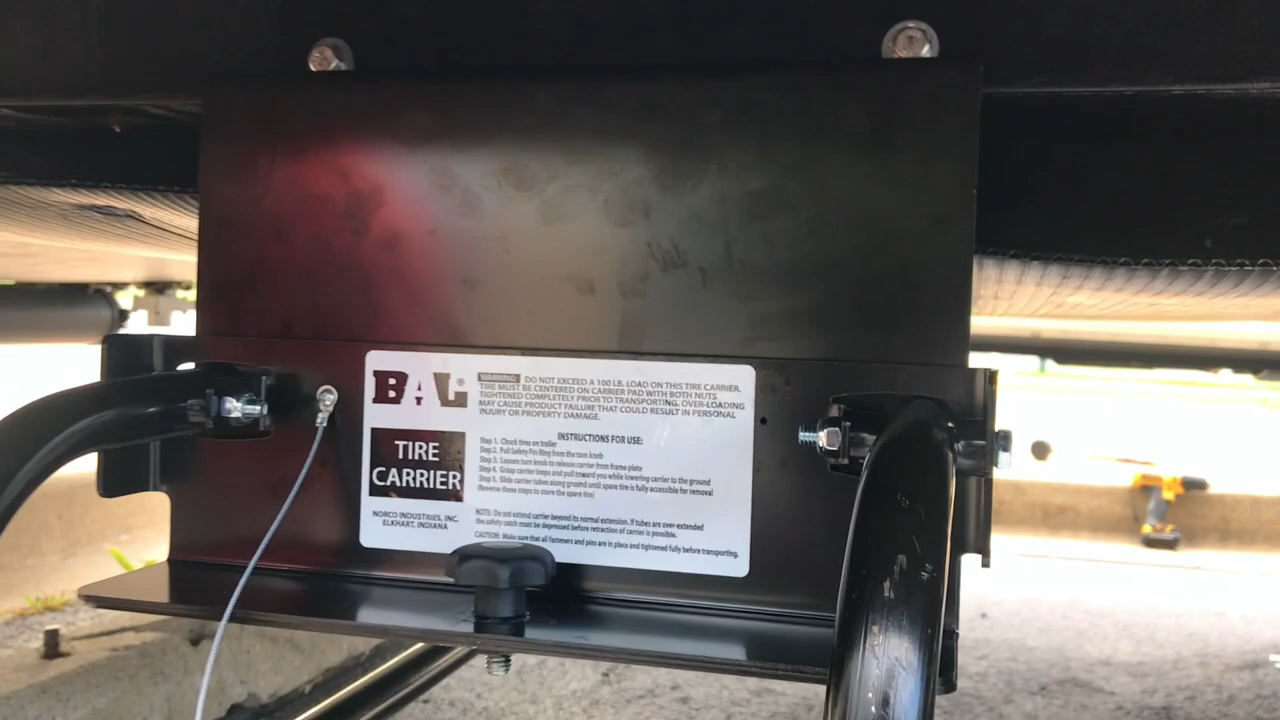 BAL®
TIRE
CARRIER
NORCO INDUSTRIES, INC.
ELKHART, INDIANA
WARNING: DO NOT EXCEED A 100 LB. LOAD ON THIS TIRE CARRIER.
TIRE MUST BE CENTERED ON CARRIER PAD WITH BOTH NUTS
TIGHTENED COMPLETELY PRIOR TO TRANSPORTING. OVER-LOADING
MAY CAUSE PRODUCT FAILURE THAT COULD RESULT IN PERSONAL
INJURY OR PROPERTY DAMAGE.
INSTRUCTIONS FOR USE:
Step 1. Chock tires on trailer
Step 2. Pull Safety Pin Ring from the turn knob
Step 3. Loosen turn knob to release carrier from frame plate
Step 4. Grasp carrier loops and pull toward you while lowering carrier to the ground
Step 5. Slide carrier tubes along ground until spare tire is fully accessible for removal
(Reverse these steps to store the spare tire)
NOTE: Do not extend carrier beyond its normal extension. If tubes are over-extended
the safety catch must be depressed before retraction of carrier is possible.
CAUTION: Make sure that all fasteners and pins are in place and tightened fully before transporting.